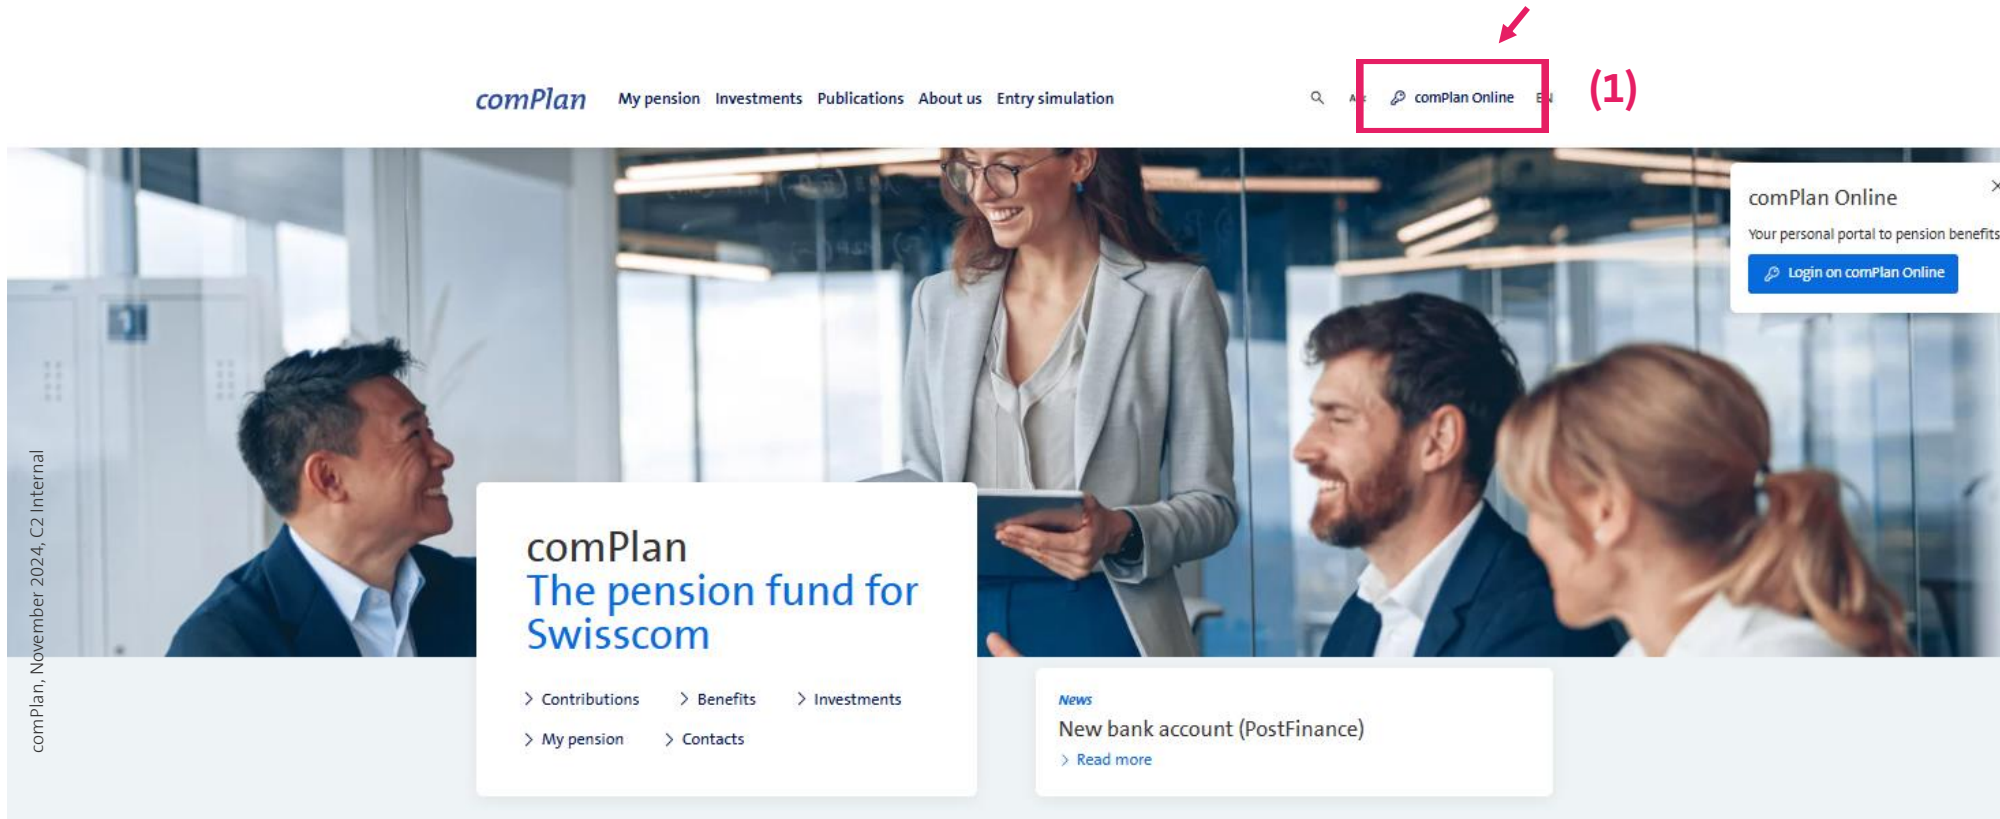 comPlan My pension Investments Publications About us Entry simulation comPlan Online EN (1)
comPlan Online
Your personal portal to pension benefits
Login on comPlan Online
comPlan
The pension fund for
Swisscom
Contributions Benefits Investments
My pension Contacts
News
New bank account (PostFinance)
Read more
comPlan, November 2024, C2 Internal